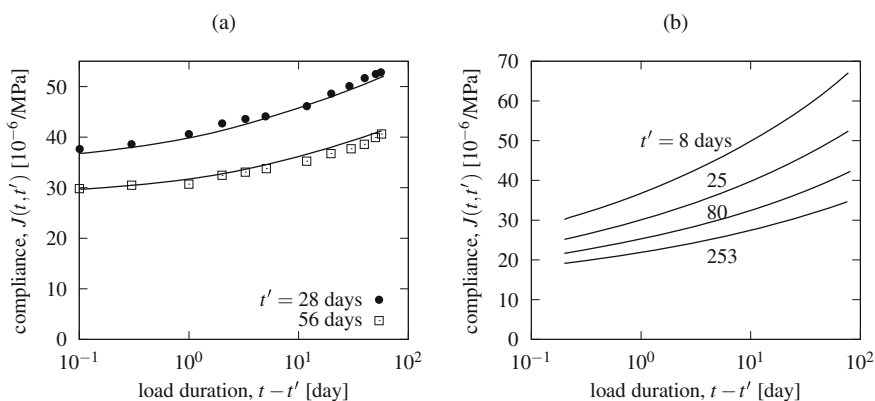 (a)
compliance, J(t,t′) [10⁻⁶/MPa]
50
40
30
20
10
0
t′ = 28 days
56 days
10⁻¹
10⁰
10¹
10²
load duration, t − t′ [day]
(b)
compliance, J(t,t′) [10⁻⁶/MPa]
70
60
50
40
30
20
10
0
t′ = 8 days
25
80
253
10⁻¹
10⁰
10¹
10²
load duration, t − t′ [day]